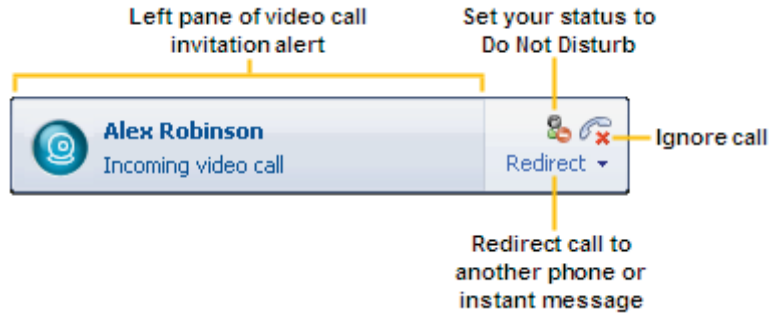 Left pane of video call
invitation alert
Set your status to
Do Not Disturb
Alex Robinson
Incoming video call
Redirect
Ignore call
Redirect call to
another phone or
instant message